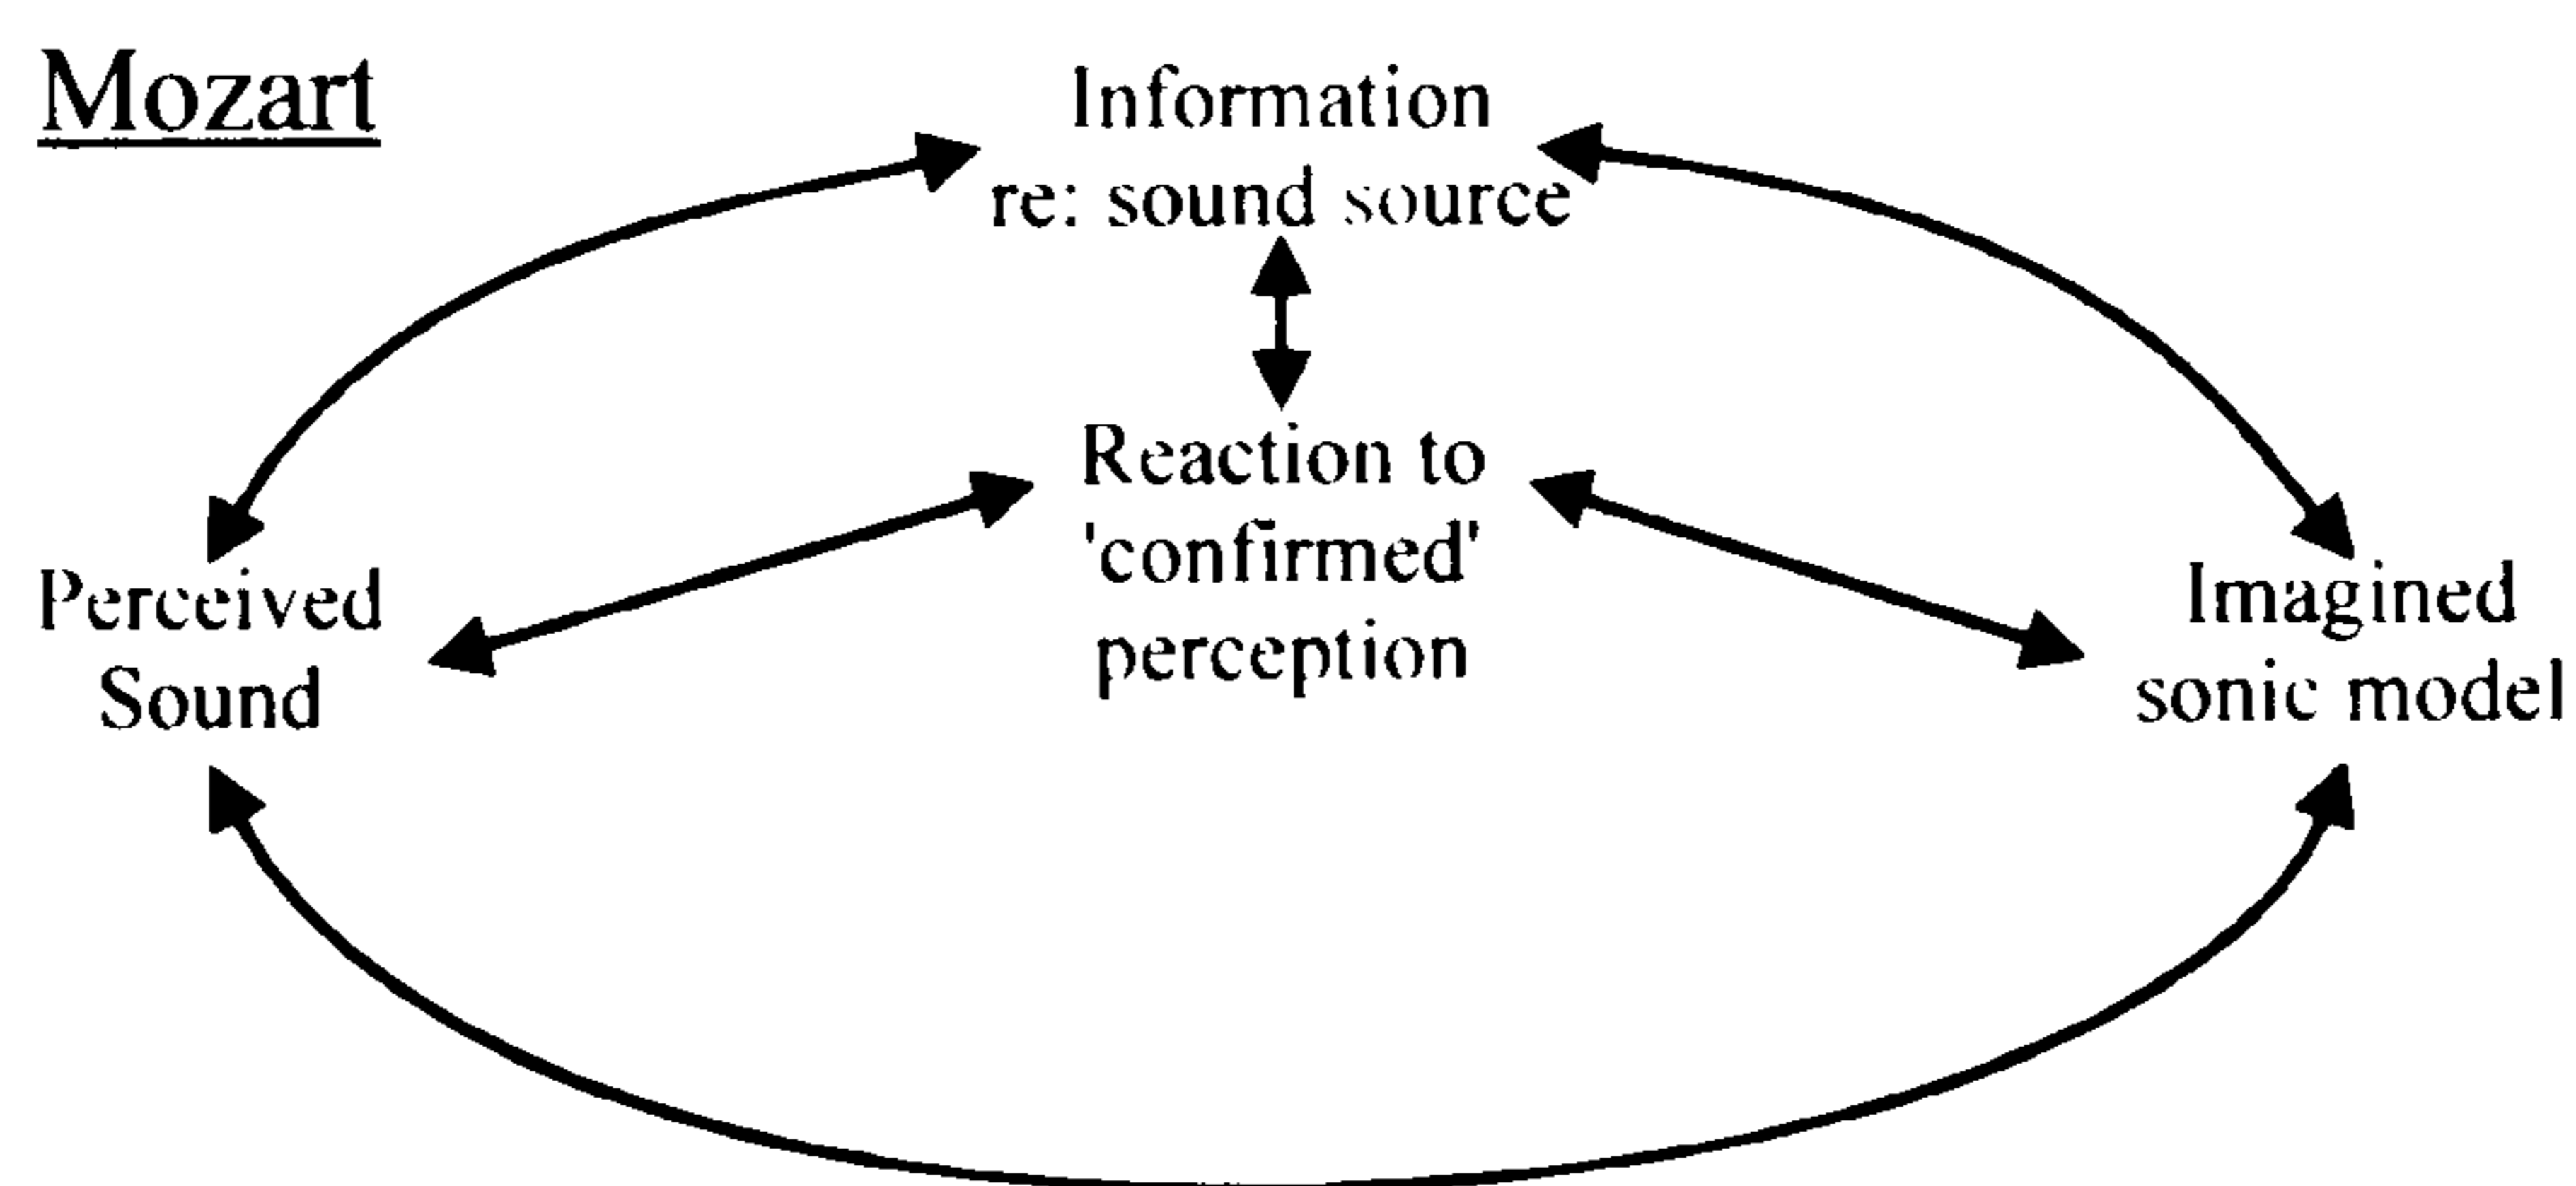 Mozart
Information
re: sound source
Reaction to
'confirmed'
perception
Perceived
Sound
Imagined
sonic model